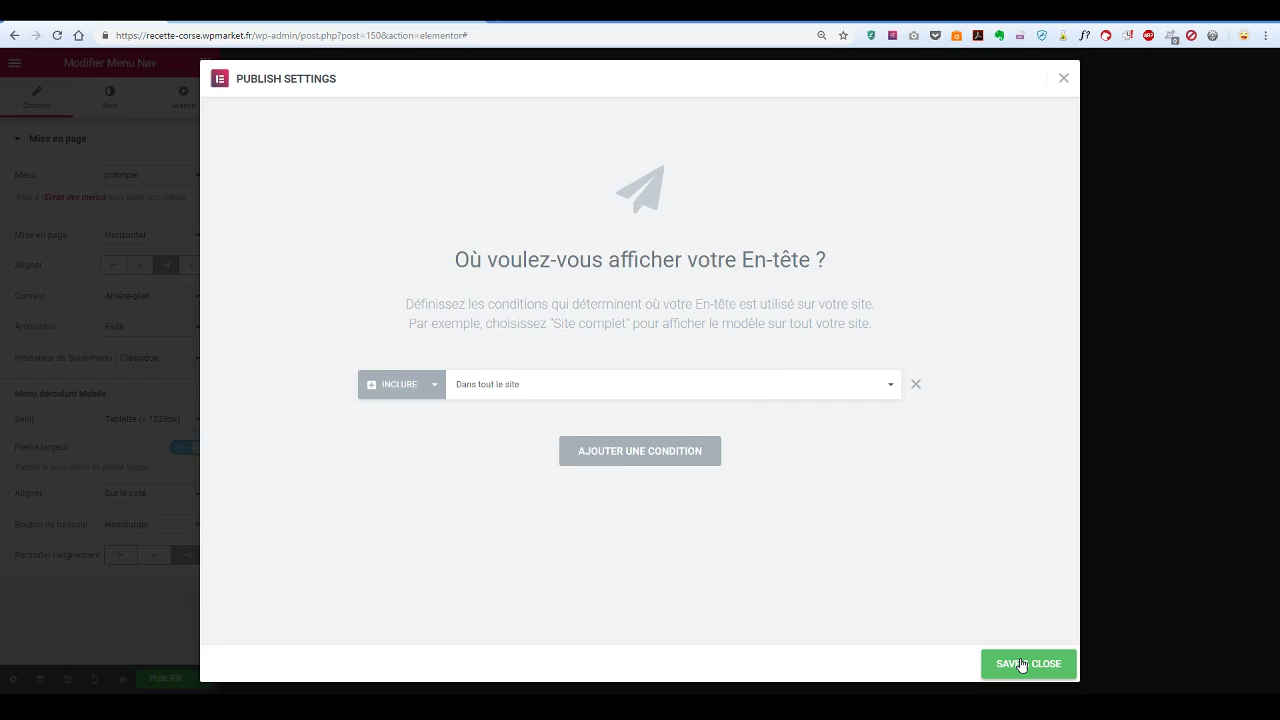 https://recette-corse.wpmarket.fr/wp-admin/post.php?post=150&action=elementor#
Modifier Menu Nav
PUBLISH SETTINGS
Contenu
Style
Avancé
Mise en page
Menu
principal
Allez à l'Écran des menus pour gérer vos menus.
Mise en page
Horizontal
Aligner
Curseur
Arrière-plan
Animation
Fade
Indicateur de Sous-menu
Classique
Menu déroulant Mobile
Seuil
Tablette (< 1025px)
Pleine largeur
Aligner
Sur le coté
Bouton de bascule
Hamburger
Permuter l'alignement
PUBLIER
Où voulez-vous afficher votre En-tête ?
Définissez les conditions qui déterminent où votre En-tête est utilisé sur votre site.
Par exemple, choisissez "Site complet" pour afficher le modèle sur tout votre site.
INCLURE
Dans tout le site
AJOUTER UNE CONDITION
SAVE & CLOSE